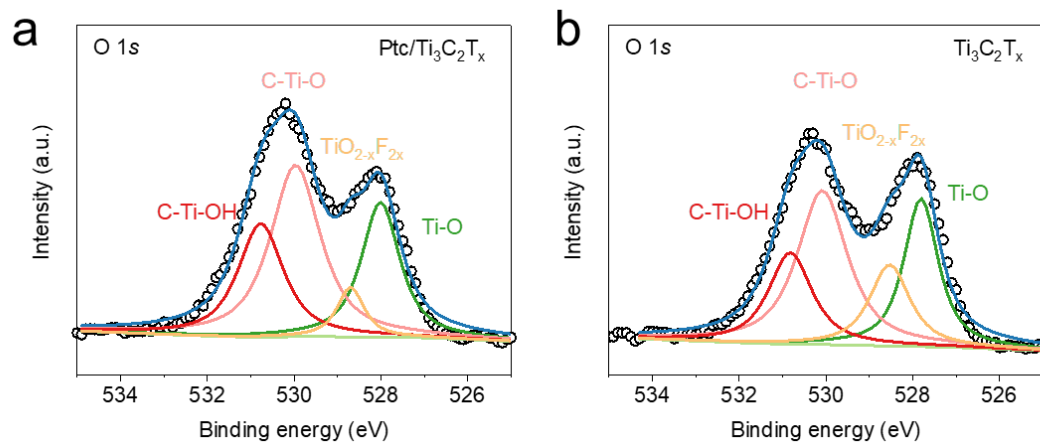 a
O 1s
Ptc/Ti₃C₂Tₓ
C-Ti-O
TiO₂₋ₓF₂ₓ
C-Ti-OH
Ti-O
Intensity (a.u.)
534 532 530 528 526
Binding energy (eV)
b
O 1s
Ti₃C₂Tₓ
C-Ti-O
TiO₂₋ₓF₂ₓ
C-Ti-OH
Ti-O
Intensity (a.u.)
534 532 530 528 526
Binding energy (eV)